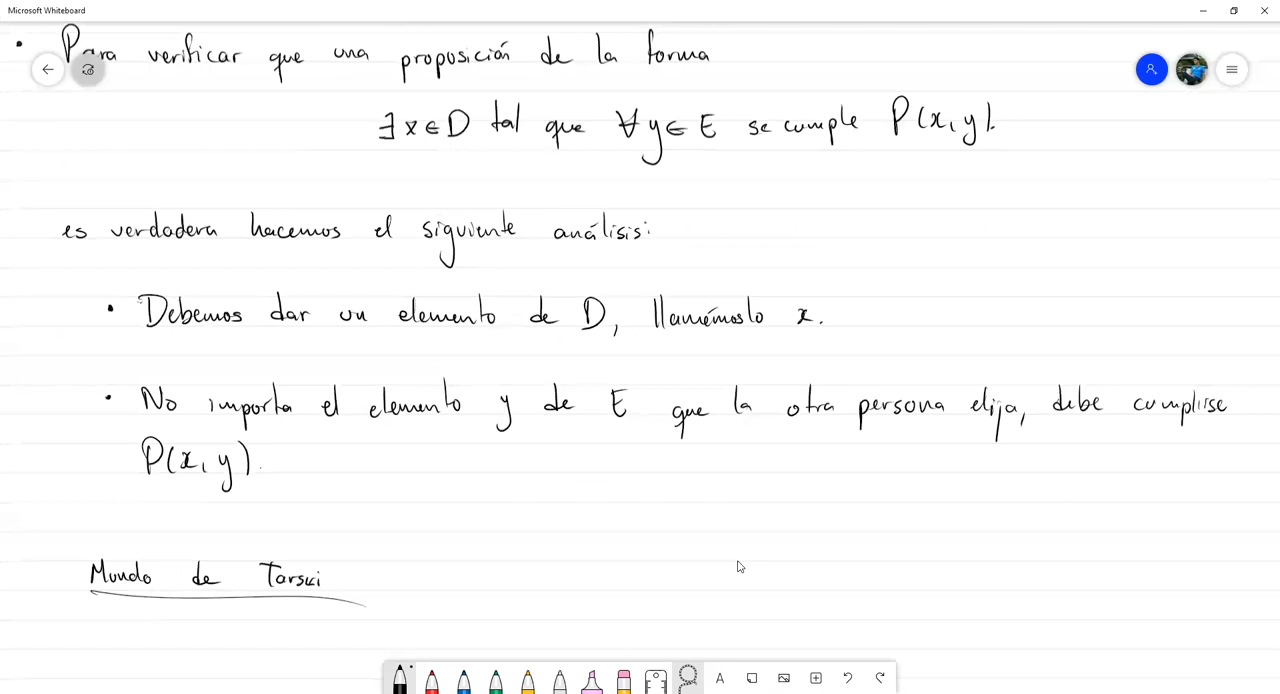 Microsoft Whiteboard
• Para verificar que una proposición de la forma
∃ x ∈ D tal que ∀ y ∈ E se cumple P(x, y).
es verdadera hacemos el siguiente análisis:
• Debemos dar un elemento de D, llamémoslo x.
• No importa el elemento y de E que la otra persona elija, debe cumplirse
P(x, y).
Mundo de Tarski
A